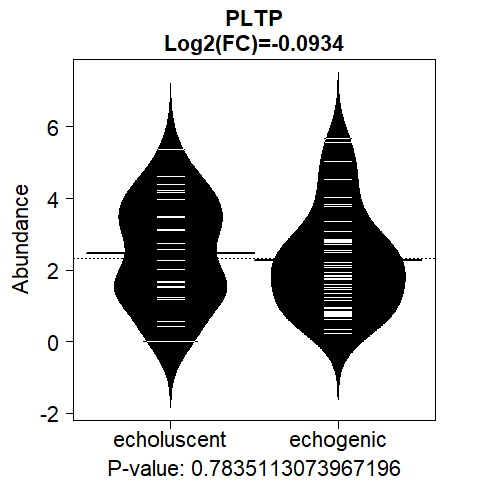 PLTP
Log2(FC)=-0.0934
Abundance
6
4
2
0
-2
echoluscent echogenic
P-value: 0.7835113073967196